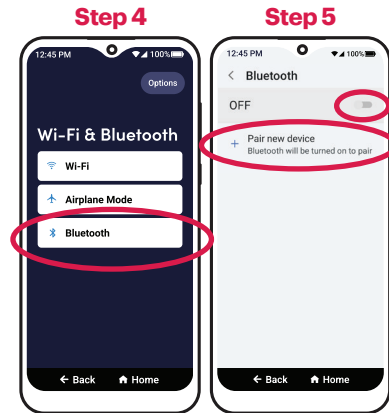 Step 4
Step 5
12:45 PM
100%
Options
Wi-Fi & Bluetooth
Wi-Fi
Airplane Mode
Bluetooth
Back
Home
12:45 PM
100%
Bluetooth
OFF
Pair new device
Bluetooth will be turned on to pair
Back
Home